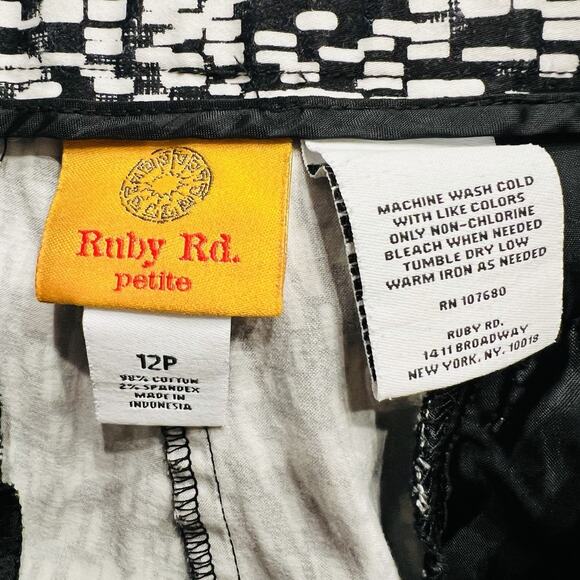 Ruby Rd.
petite
12P
98% COTTON
2% SPANDEX
MADE IN
INDONESIA
MACHINE WASH COLD
WITH LIKE COLORS
ONLY NON-CHLORINE
BLEACH WHEN NEEDED
TUMBLE DRY LOW
WARM IRON AS NEEDED
RN 107680
RUBY RD.
1411 BROADWAY
NEW YORK, NY. 10018